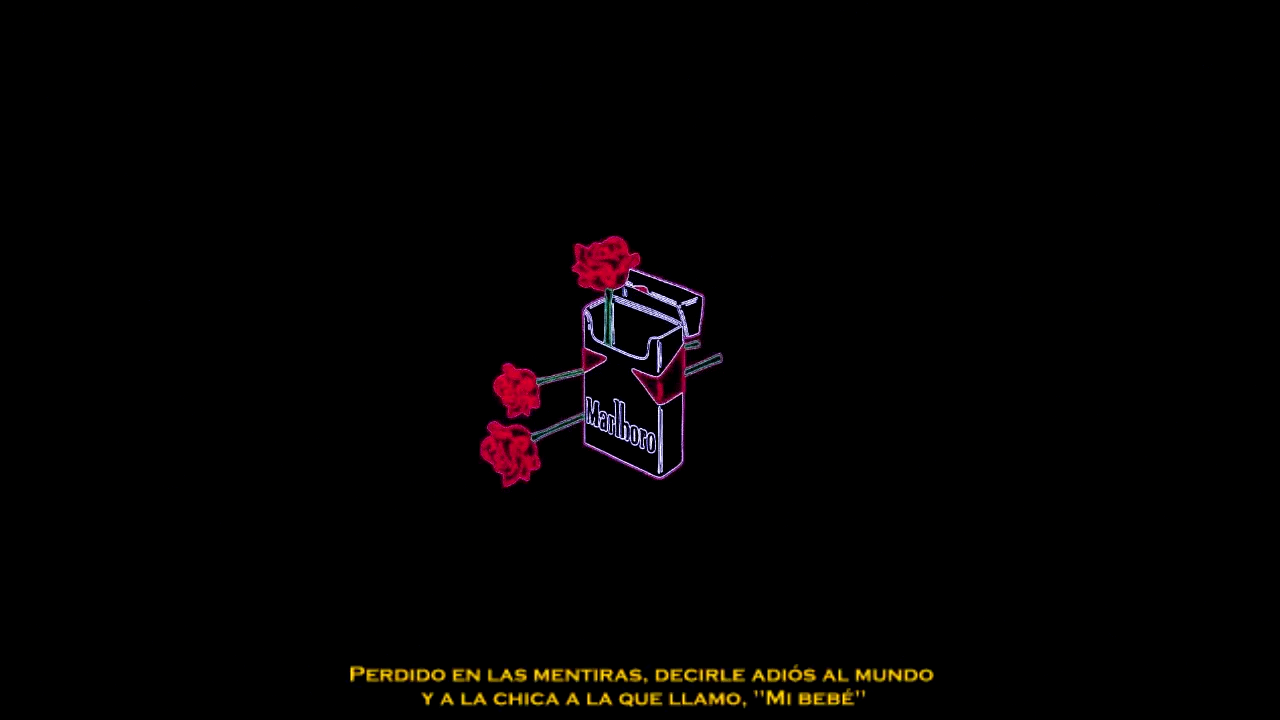 Marlboro
PERDIDO EN LAS MENTIRAS, DECIRLE ADIÓS AL MUNDO
Y A LA CHICA A LA QUE LLAMO, "MI BEBÉ"